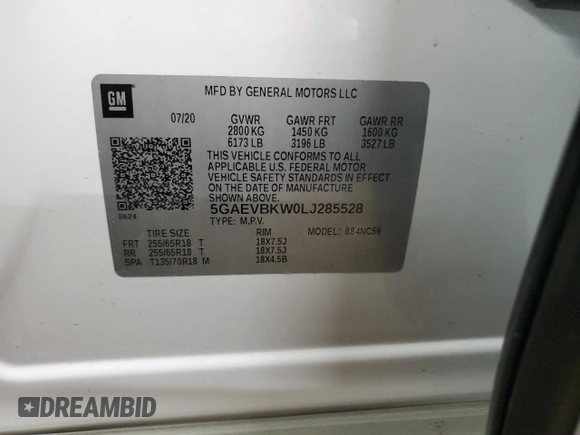 GM
MFD BY GENERAL MOTORS LLC
07/20 GVWR GAWR FRT GAWR RR
2800 KG 1450 KG 1600 KG
6173 LB 3196 LB 3527 LB
THIS VEHICLE CONFORMS TO ALL
APPLICABLE U.S. FEDERAL MOTOR
VEHICLE SAFETY STANDARDS IN EFFECT
ON THE DATE OF MANUFACTURE
SHOWN ABOVE.
8624 5GAEVBKW0LJ285528
TYPE: M.P.V. MODEL: 084NC56
TIRE SIZE RIM
FRT 255/65R18 T 18X7.5J
RR 255/65R18 T 18X7.5J
SPA T135/70R18 M 18X4.5B
DREAMBID